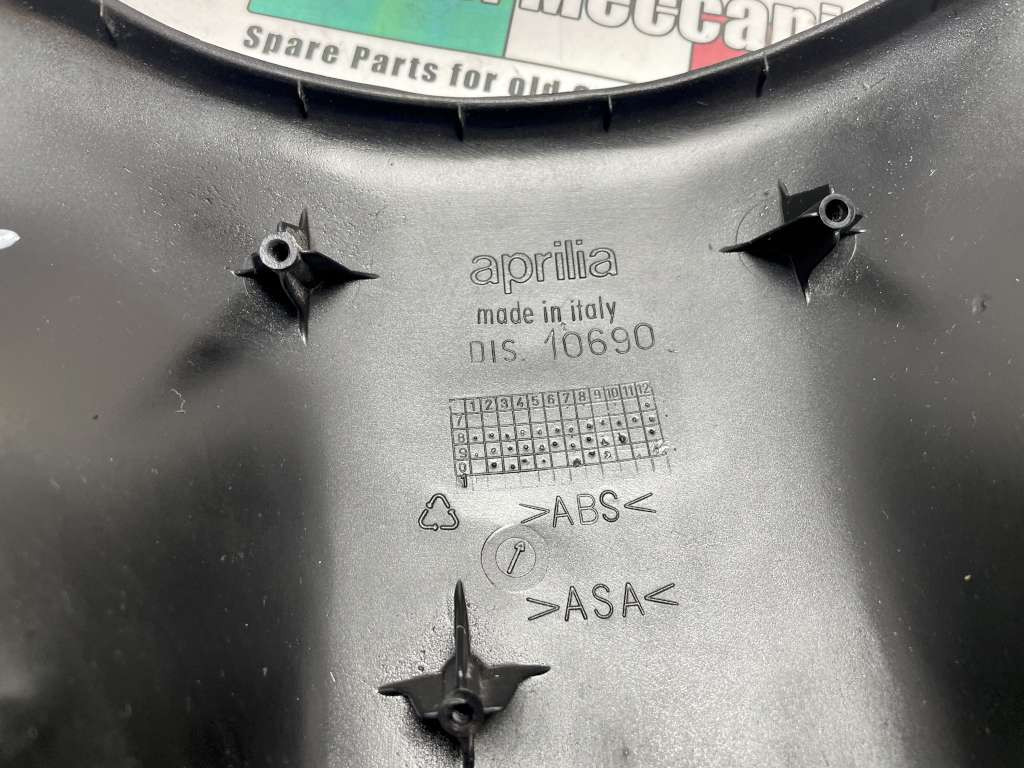 Meccani
Spare Parts for old
aprilia
made in italy
DIS. 10690
1 2 3 4 5 6 7 8 9 10 11 12
7
8
9
0
1
>ABS<
>ASA<